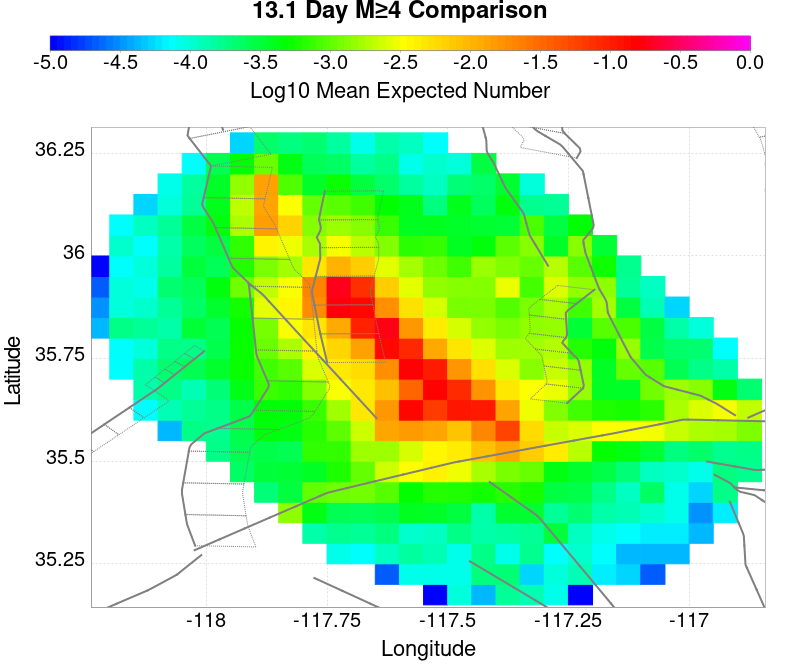 13.1 Day M≥4 Comparison
-5.0 -4.5 -4.0 -3.5 -3.0 -2.5 -2.0 -1.5 -1.0 -0.5 0.0
Log10 Mean Expected Number
36.25
36
35.75
35.5
35.25
Latitude
-118 -117.75 -117.5 -117.25 -117
Longitude